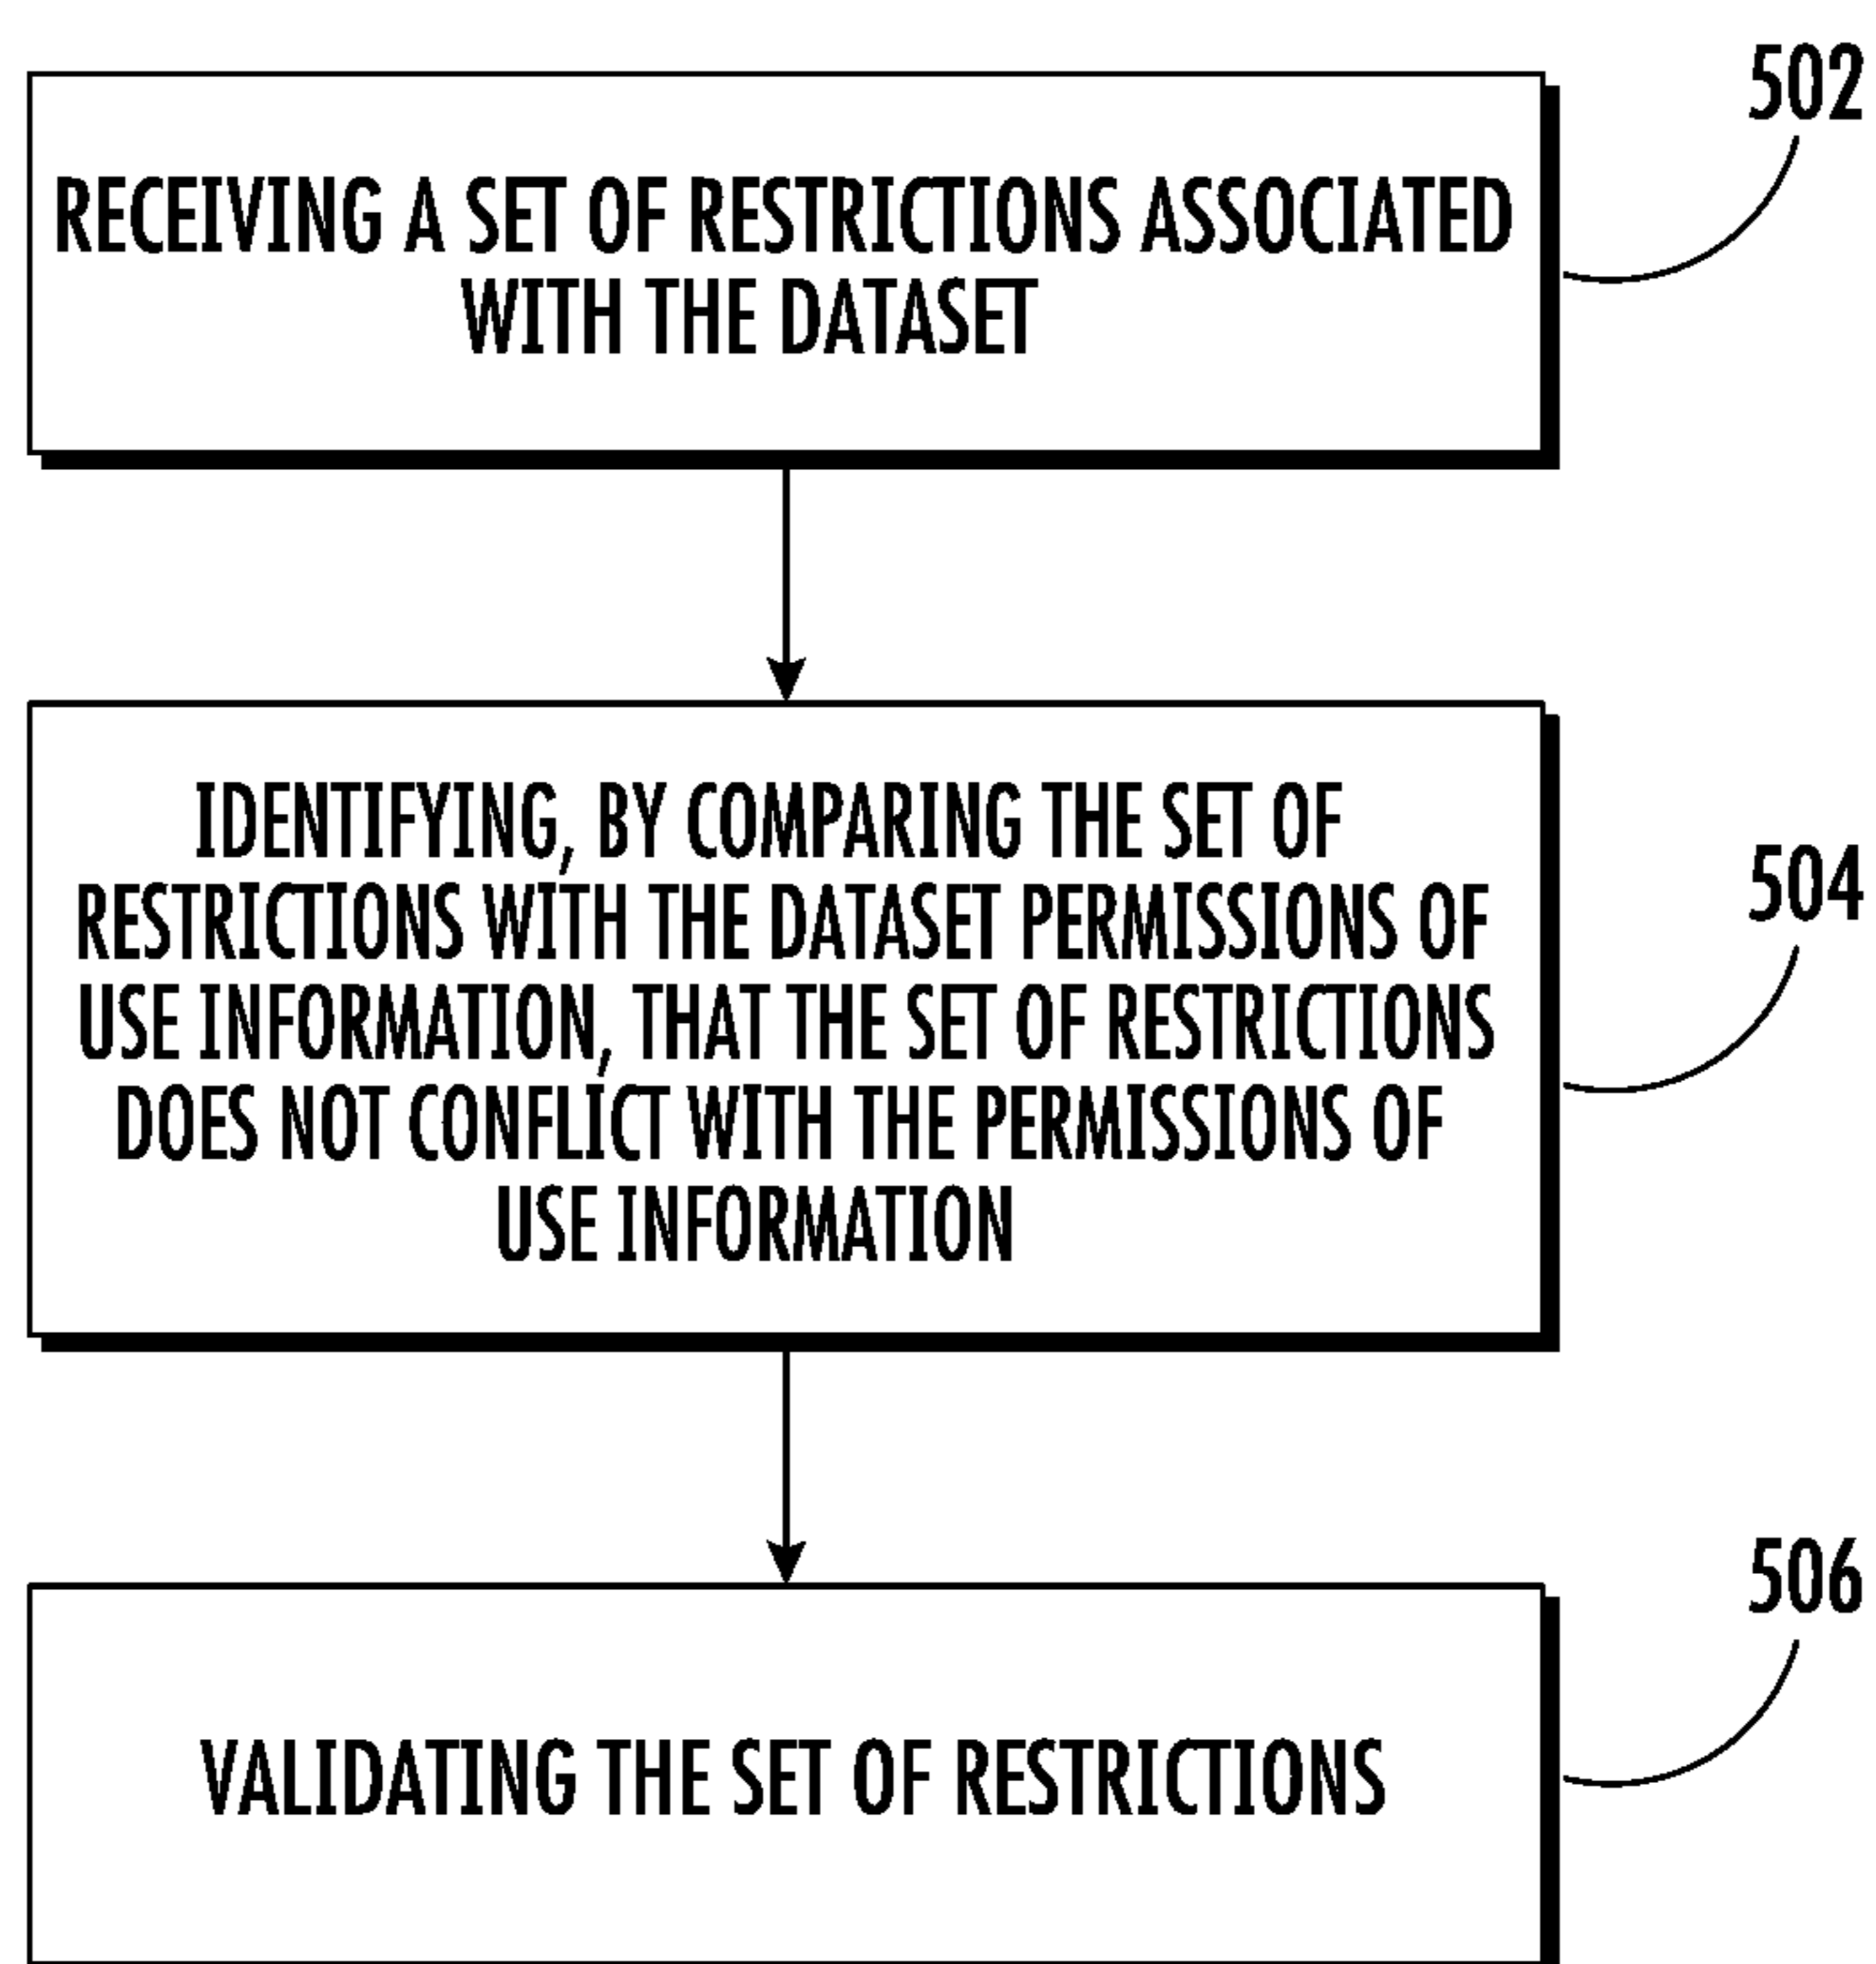 502
RECEIVING A SET OF RESTRICTIONS ASSOCIATED
WITH THE DATASET
IDENTIFYING, BY COMPARING THE SET OF
504
RESTRICTIONS WITH THE DATASET PERMISSIONS OF
USE INFORMATION, THAT THE SET OF RESTRICTIONS
DOES NOT CONFLICT WITH THE PERMISSIONS OF
USE INFORMATION
506
VALIDATING THE SET OF RESTRICTIONS